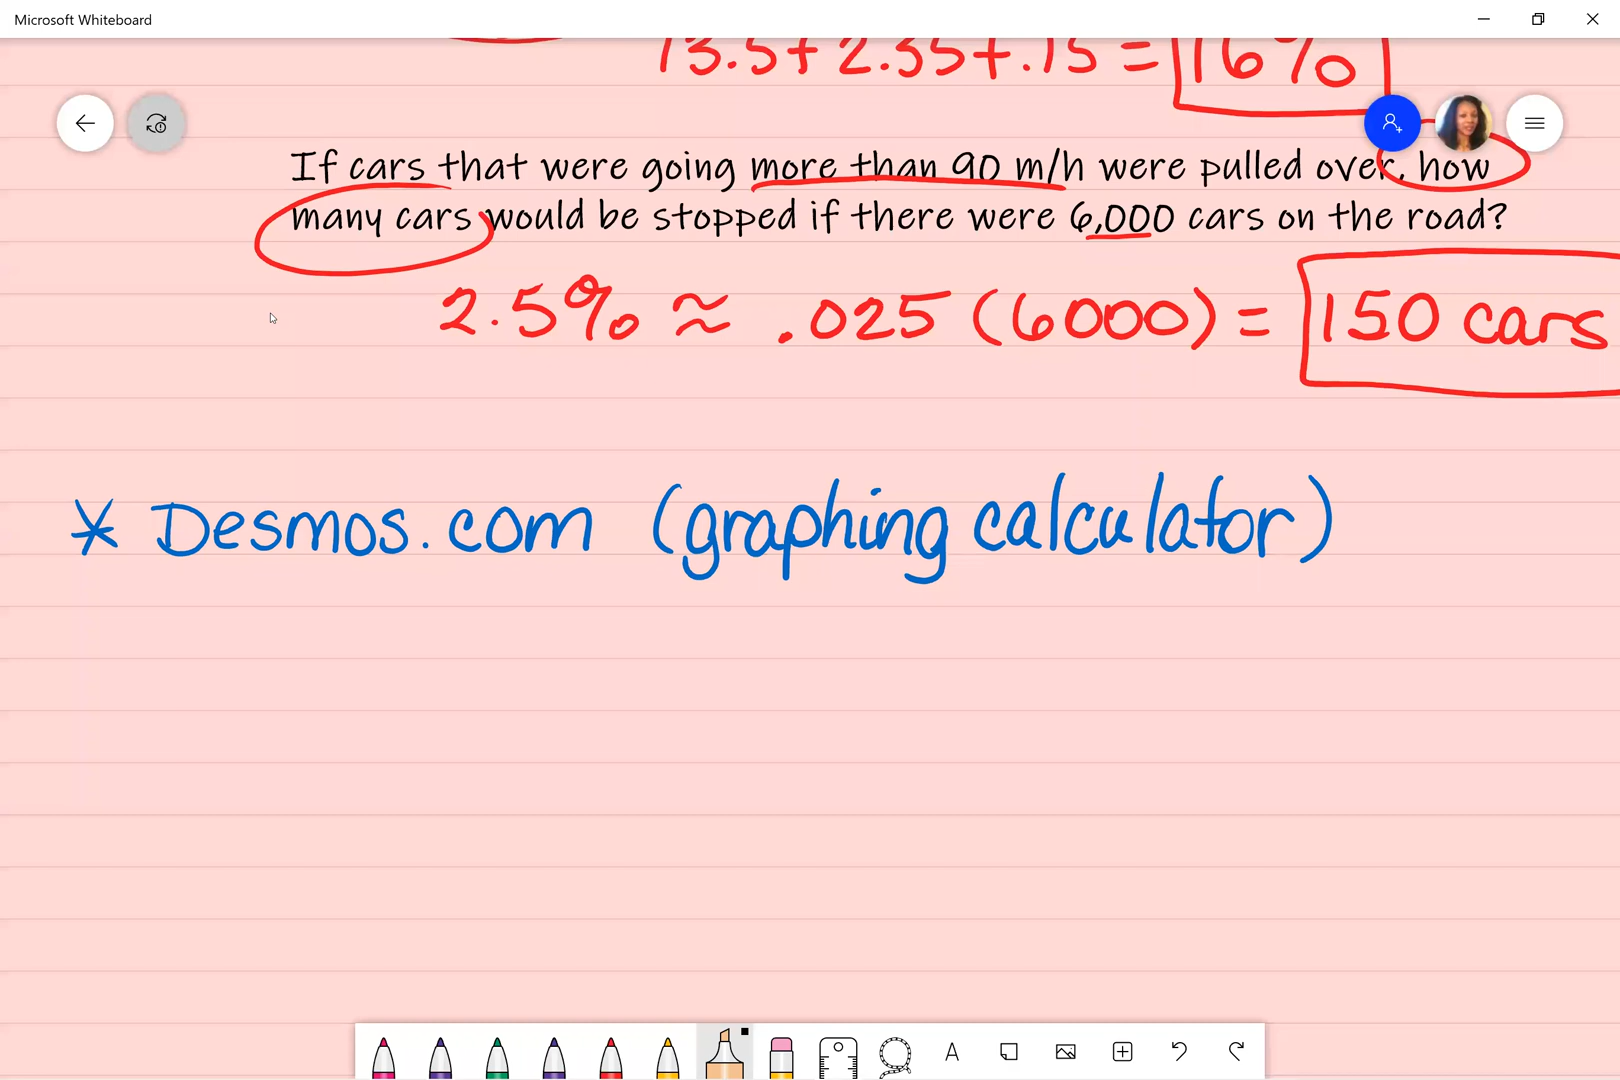 Microsoft Whiteboard
13.5 + 2.35 + .15 = 16%
If cars that were going more than 90 m/h were pulled over, how
many cars would be stopped if there were 6,000 cars on the road?
2.5% ≈ .025 (6000) = 150 cars
* Desmos.com (graphing calculator)
A